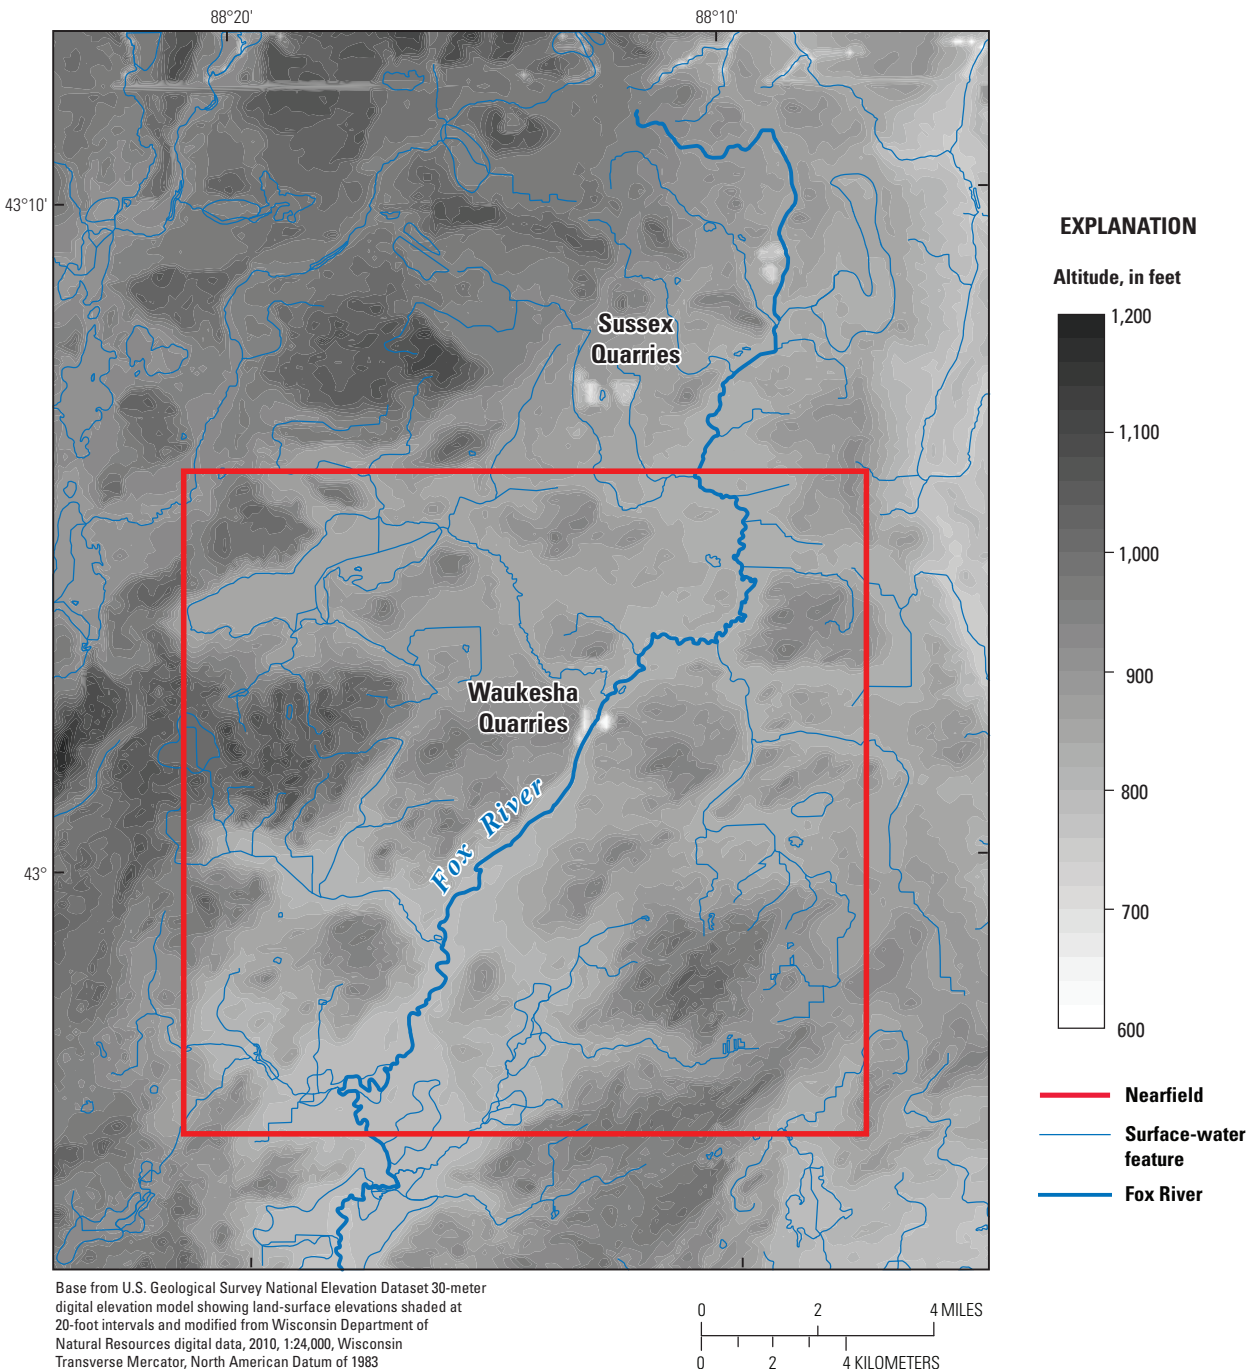 88°20'
88°10'
43°10'
43°
Sussex
Quarries
Waukesha
Quarries
Fox River
EXPLANATION
Altitude, in feet
1,200
1,100
1,000
900
800
700
600
Nearfield
Surface-water
feature
Fox River
Base from U.S. Geological Survey National Elevation Dataset 30-meter
digital elevation model showing land-surface elevations shaded at
20-foot intervals and modified from Wisconsin Department of
Natural Resources digital data, 2010, 1:24,000, Wisconsin
Transverse Mercator, North American Datum of 1983
0 2 4 MILES
0 2 4 KILOMETERS